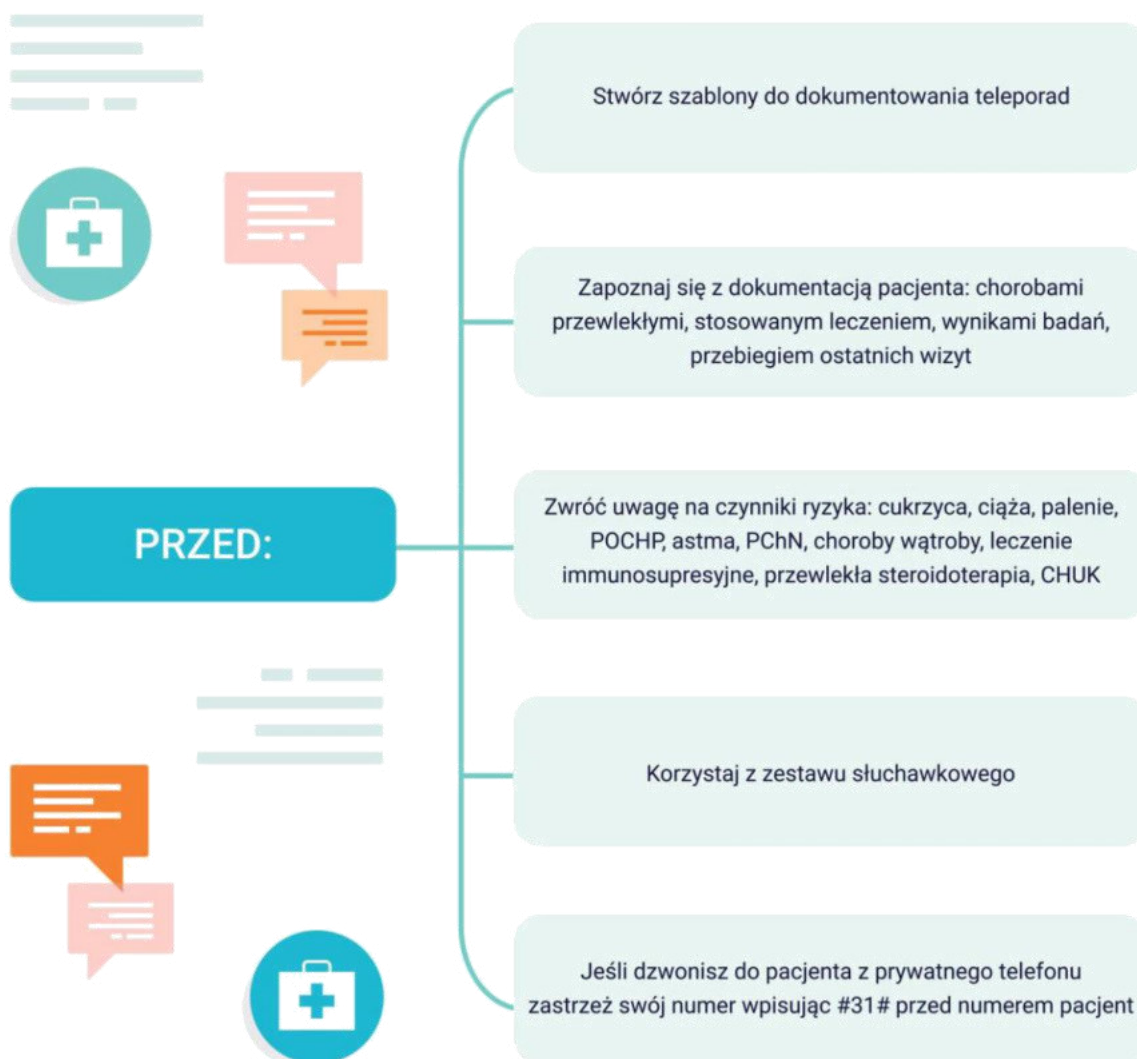 Stwórz szablony do dokumentowania teleporad
Zapoznaj się z dokumentacją pacjenta: chorobami
przewlekłymi, stosowanym leczeniem, wynikami badań,
przebiegiem ostatnich wizyt
PRZED:
Zwróć uwagę na czynniki ryzyka: cukrzyca, ciąża, palenie,
POCHP, astma, PChN, choroby wątroby, leczenie
immunosupresyjne, przewlekła steroidoterapia, CHUK
Korzystaj z zestawu słuchawkowego
Jeśli dzwonisz do pacjenta z prywatnego telefonu
zastrzeż swój numer wpisując #31# przed numerem pacjent